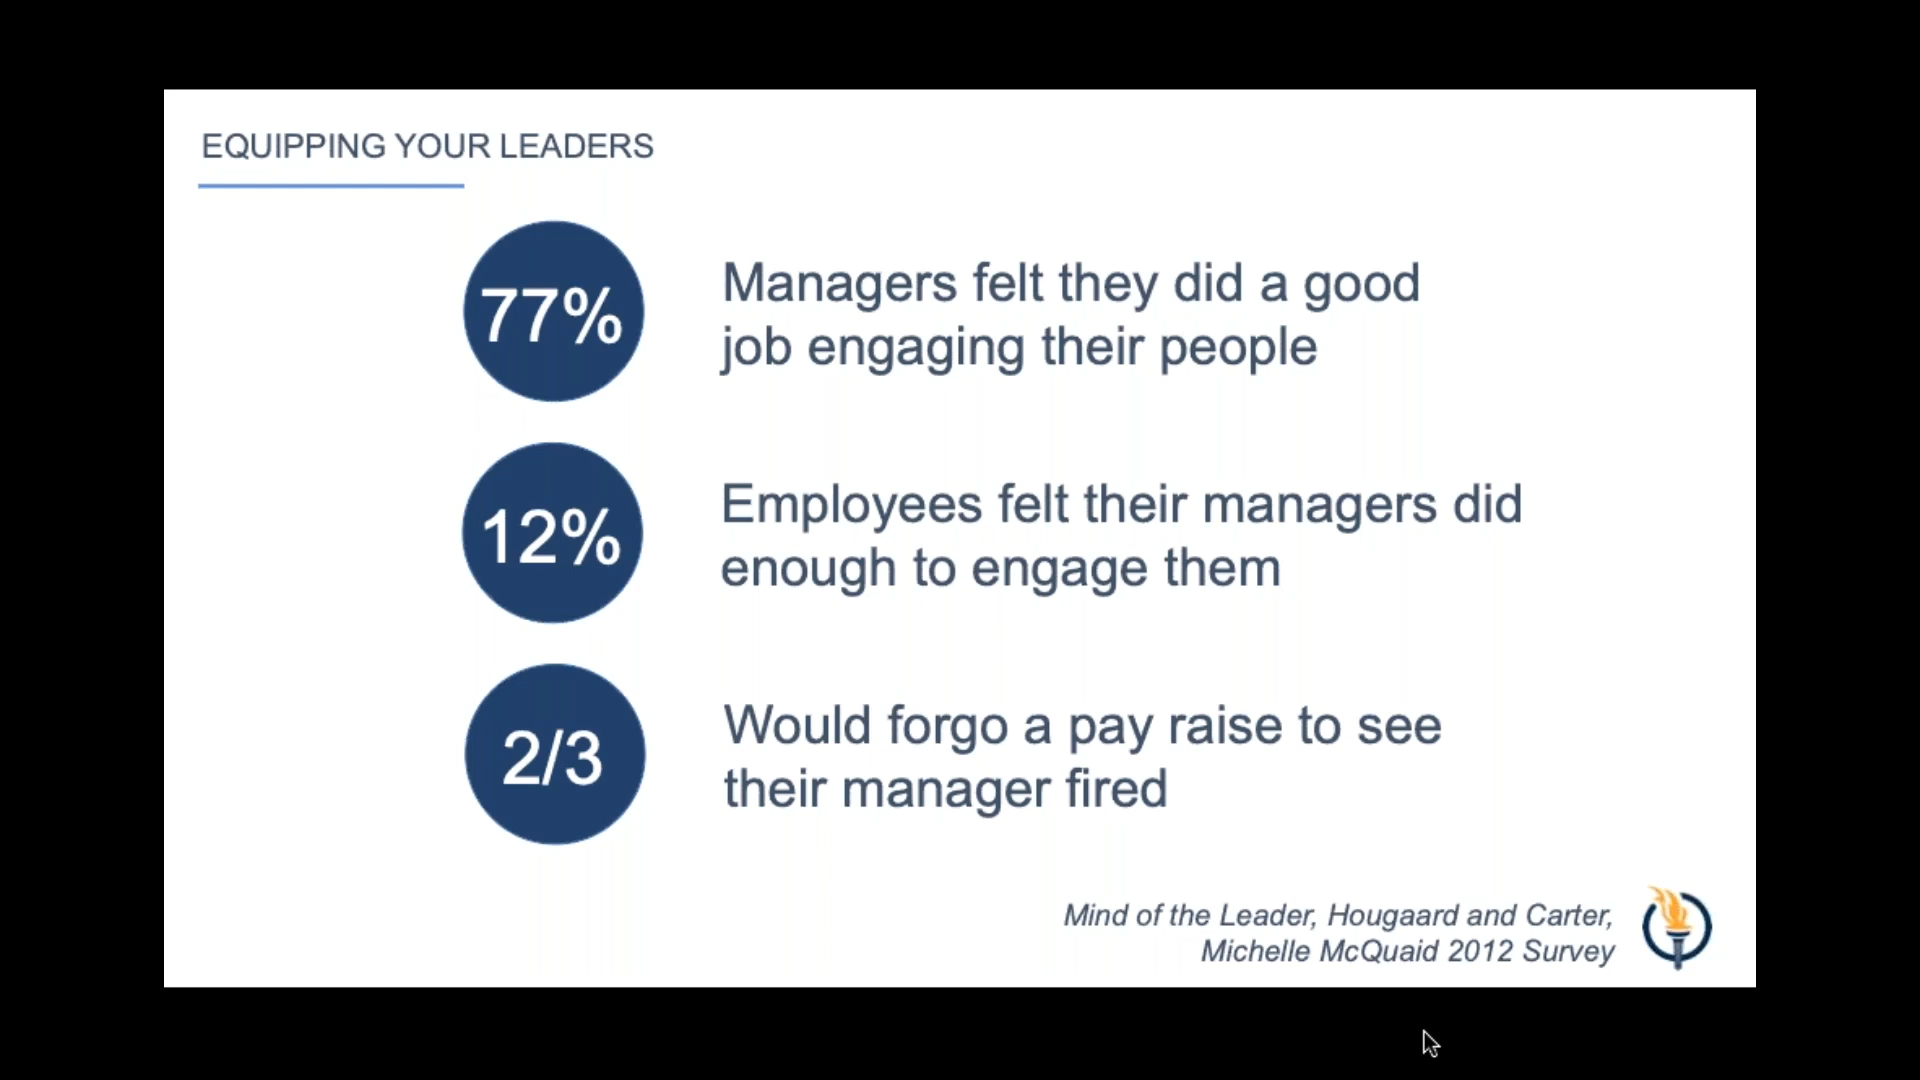 EQUIPPING YOUR LEADERS
77%
Managers felt they did a good
job engaging their people
12%
Employees felt their managers did
enough to engage them
2/3
Would forgo a pay raise to see
their manager fired
Mind of the Leader, Hougaard and Carter,
Michelle McQuaid 2012 Survey